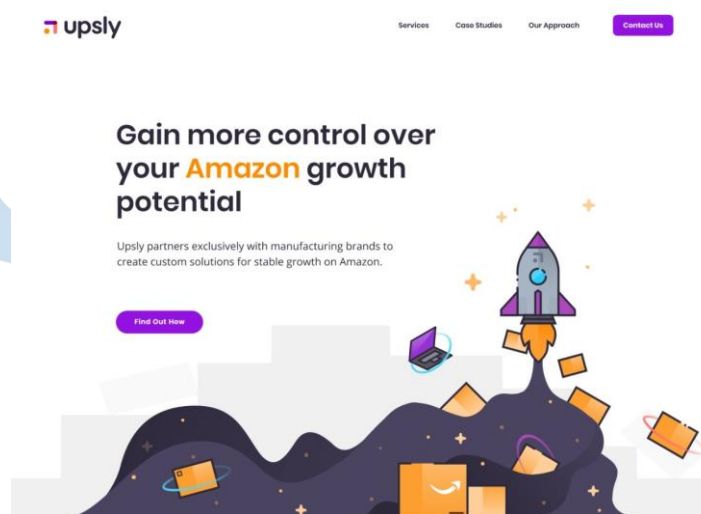 upsly
Services Case Studies Our Approach Contact Us
Gain more control over
your Amazon growth
potential
Upsly partners exclusively with manufacturing brands to
create custom solutions for stable growth on Amazon.
Find Out How